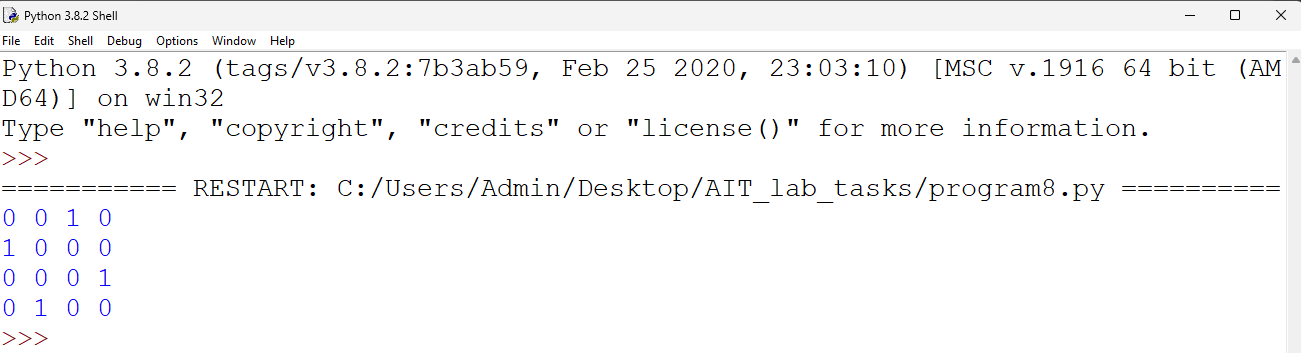 Python 3.8.2 Shell
File Edit Shell Debug Options Window Help
Python 3.8.2 (tags/v3.8.2:7b3ab59, Feb 25 2020, 23:03:10) [MSC v.1916 64 bit (AM
D64)] on win32
Type "help", "copyright", "credits" or "license()" for more information.
>>>
=========== RESTART: C:/Users/Admin/Desktop/AIT_lab_tasks/program8.py ==========
0 0 1 0
1 0 0 0
0 0 0 1
0 1 0 0
>>>